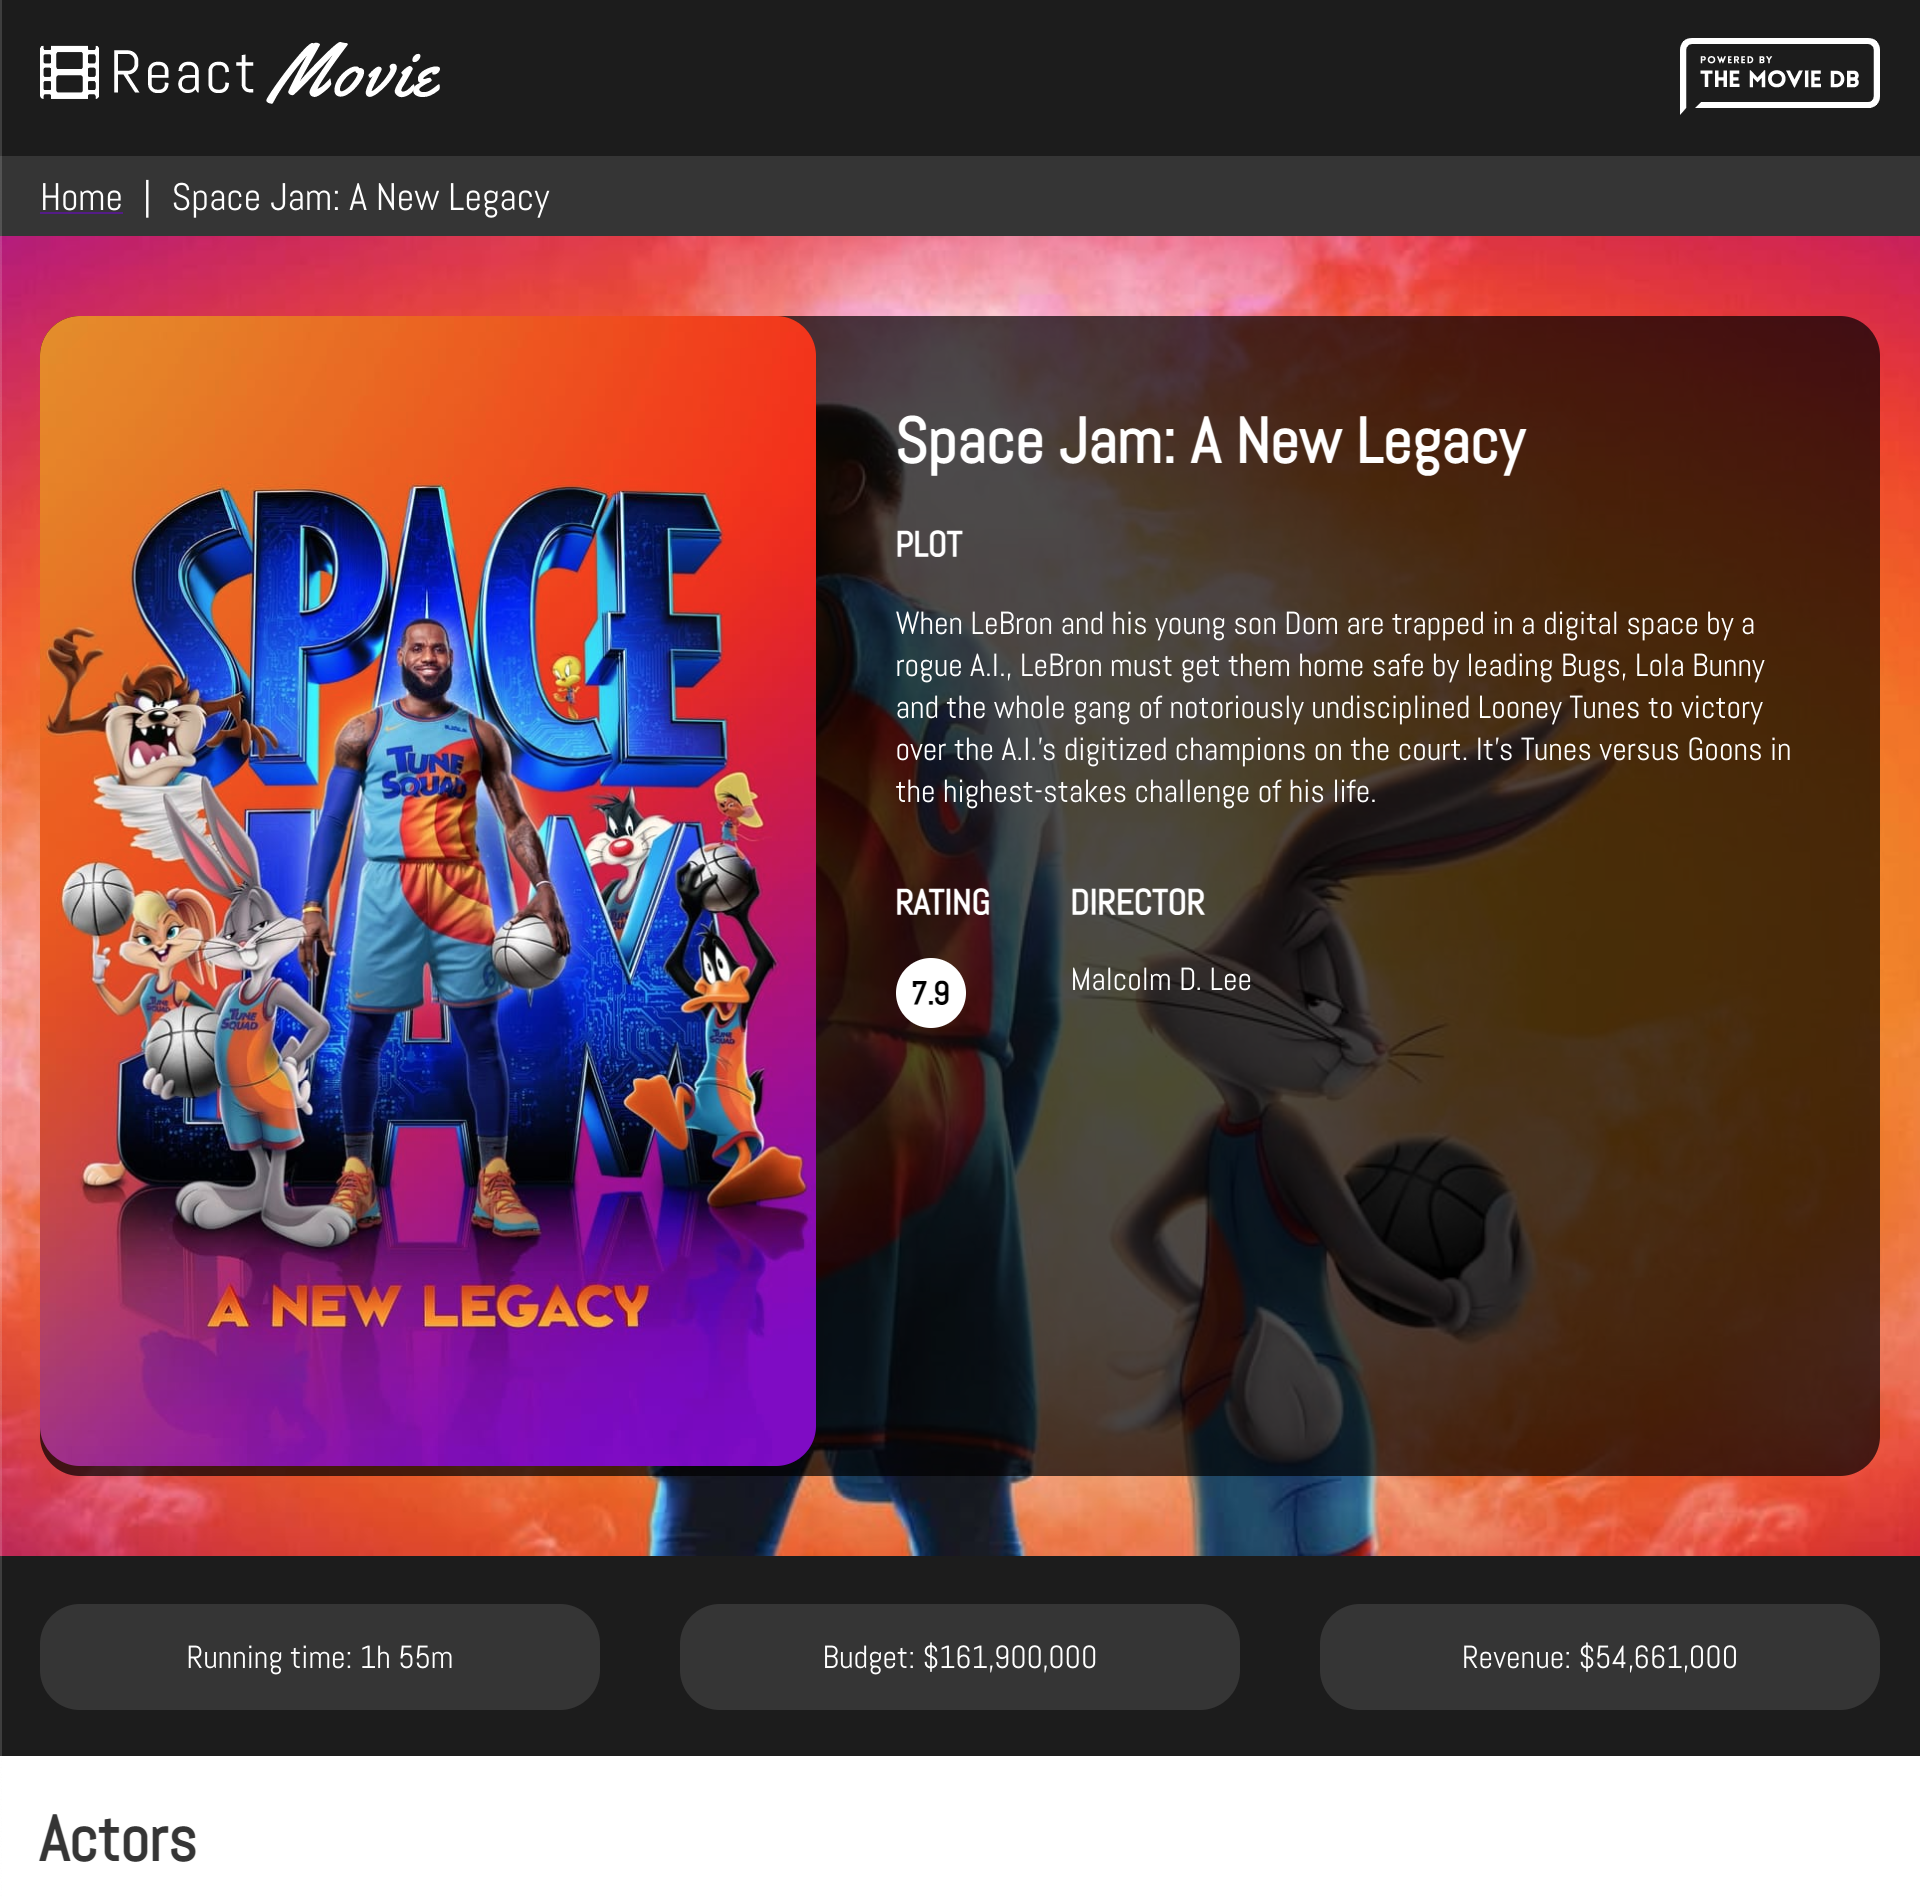 React Movie
POWERED BY
THE MOVIE DB
Home | Space Jam: A New Legacy
SPACE
JAM
TUNE
SQUAD
TUNE
SQUAD
A NEW LEGACY
Space Jam: A New Legacy
PLOT
When LeBron and his young son Dom are trapped in a digital space by a
rogue A.I., LeBron must get them home safe by leading Bugs, Lola Bunny
and the whole gang of notoriously undisciplined Looney Tunes to victory
over the A.I.'s digitized champions on the court. It's Tunes versus Goons in
the highest-stakes challenge of his life.
RATING
7.9
DIRECTOR
Malcolm D. Lee
Running time: 1h 55m
Budget: $161,900,000
Revenue: $54,661,000
Actors